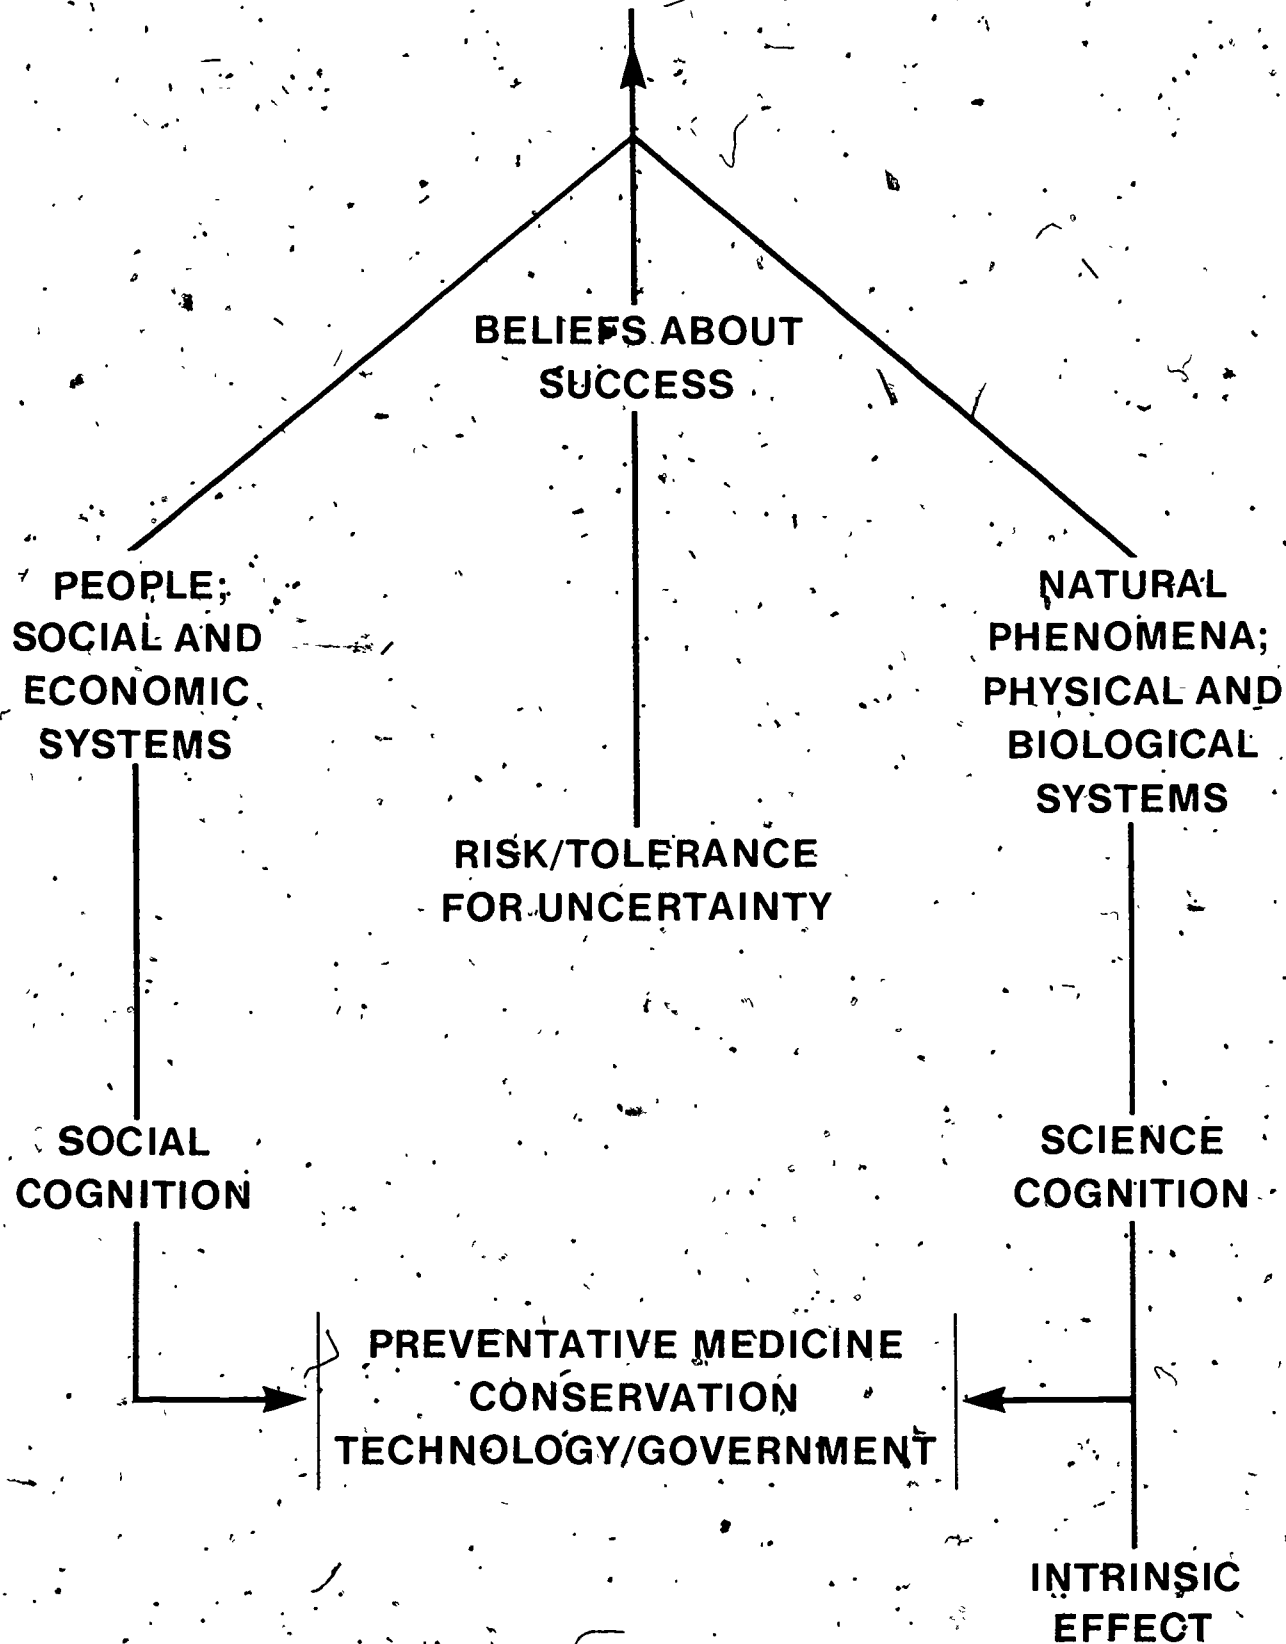 BELIEFS ABOUT
SUCCESS
PEOPLE;
SOCIAL AND
ECONOMIC
SYSTEMS
NATURAL
PHENOMENA;
PHYSICAL AND
BIOLOGICAL
SYSTEMS
RISK/TOLERANCE
FOR UNCERTAINTY
SOCIAL
COGNITION
SCIENCE
COGNITION
PREVENTATIVE MEDICINE
CONSERVATION
TECHNOLOGY/GOVERNMENT
INTRINSIC
EFFECT